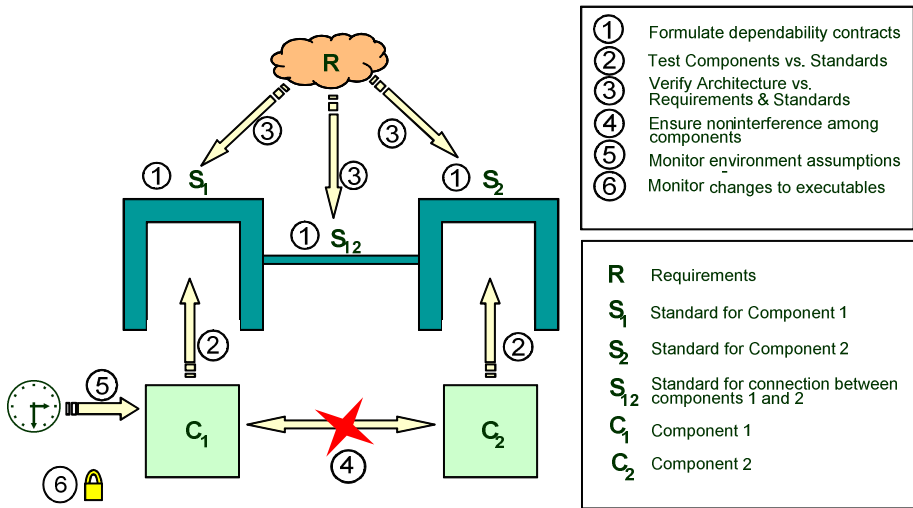 R
3
3
3
1 S1
1 S2
1 S12
2
2
5
C1
C2
4
6
1 Formulate dependability contracts
2 Test Components vs. Standards
3 Verify Architecture vs.
Requirements & Standards
4 Ensure noninterference among
components
5 Monitor environment assumptions
6 Monitor changes to executables
R Requirements
S1 Standard for Component 1
S2 Standard for Component 2
S12 Standard for connection between
components 1 and 2
C1 Component 1
C2 Component 2